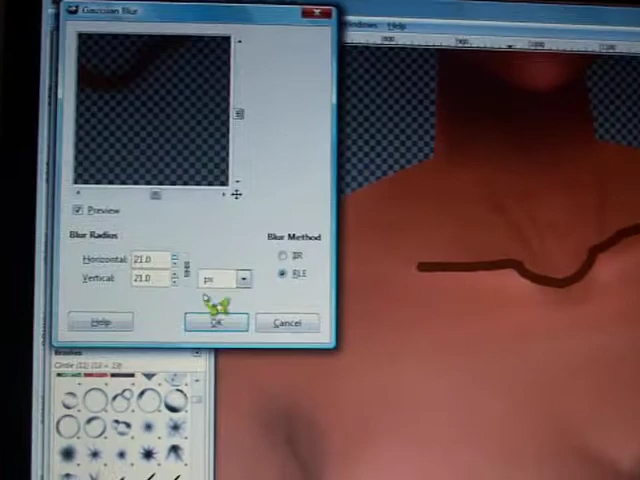 Gaussian Blur
Windows Help
Preview
Blur Radius
Horizontal: 21.0
Vertical: 21.0
px
Blur Method
IIR
RLE
Help
OK
Cancel
Brushes